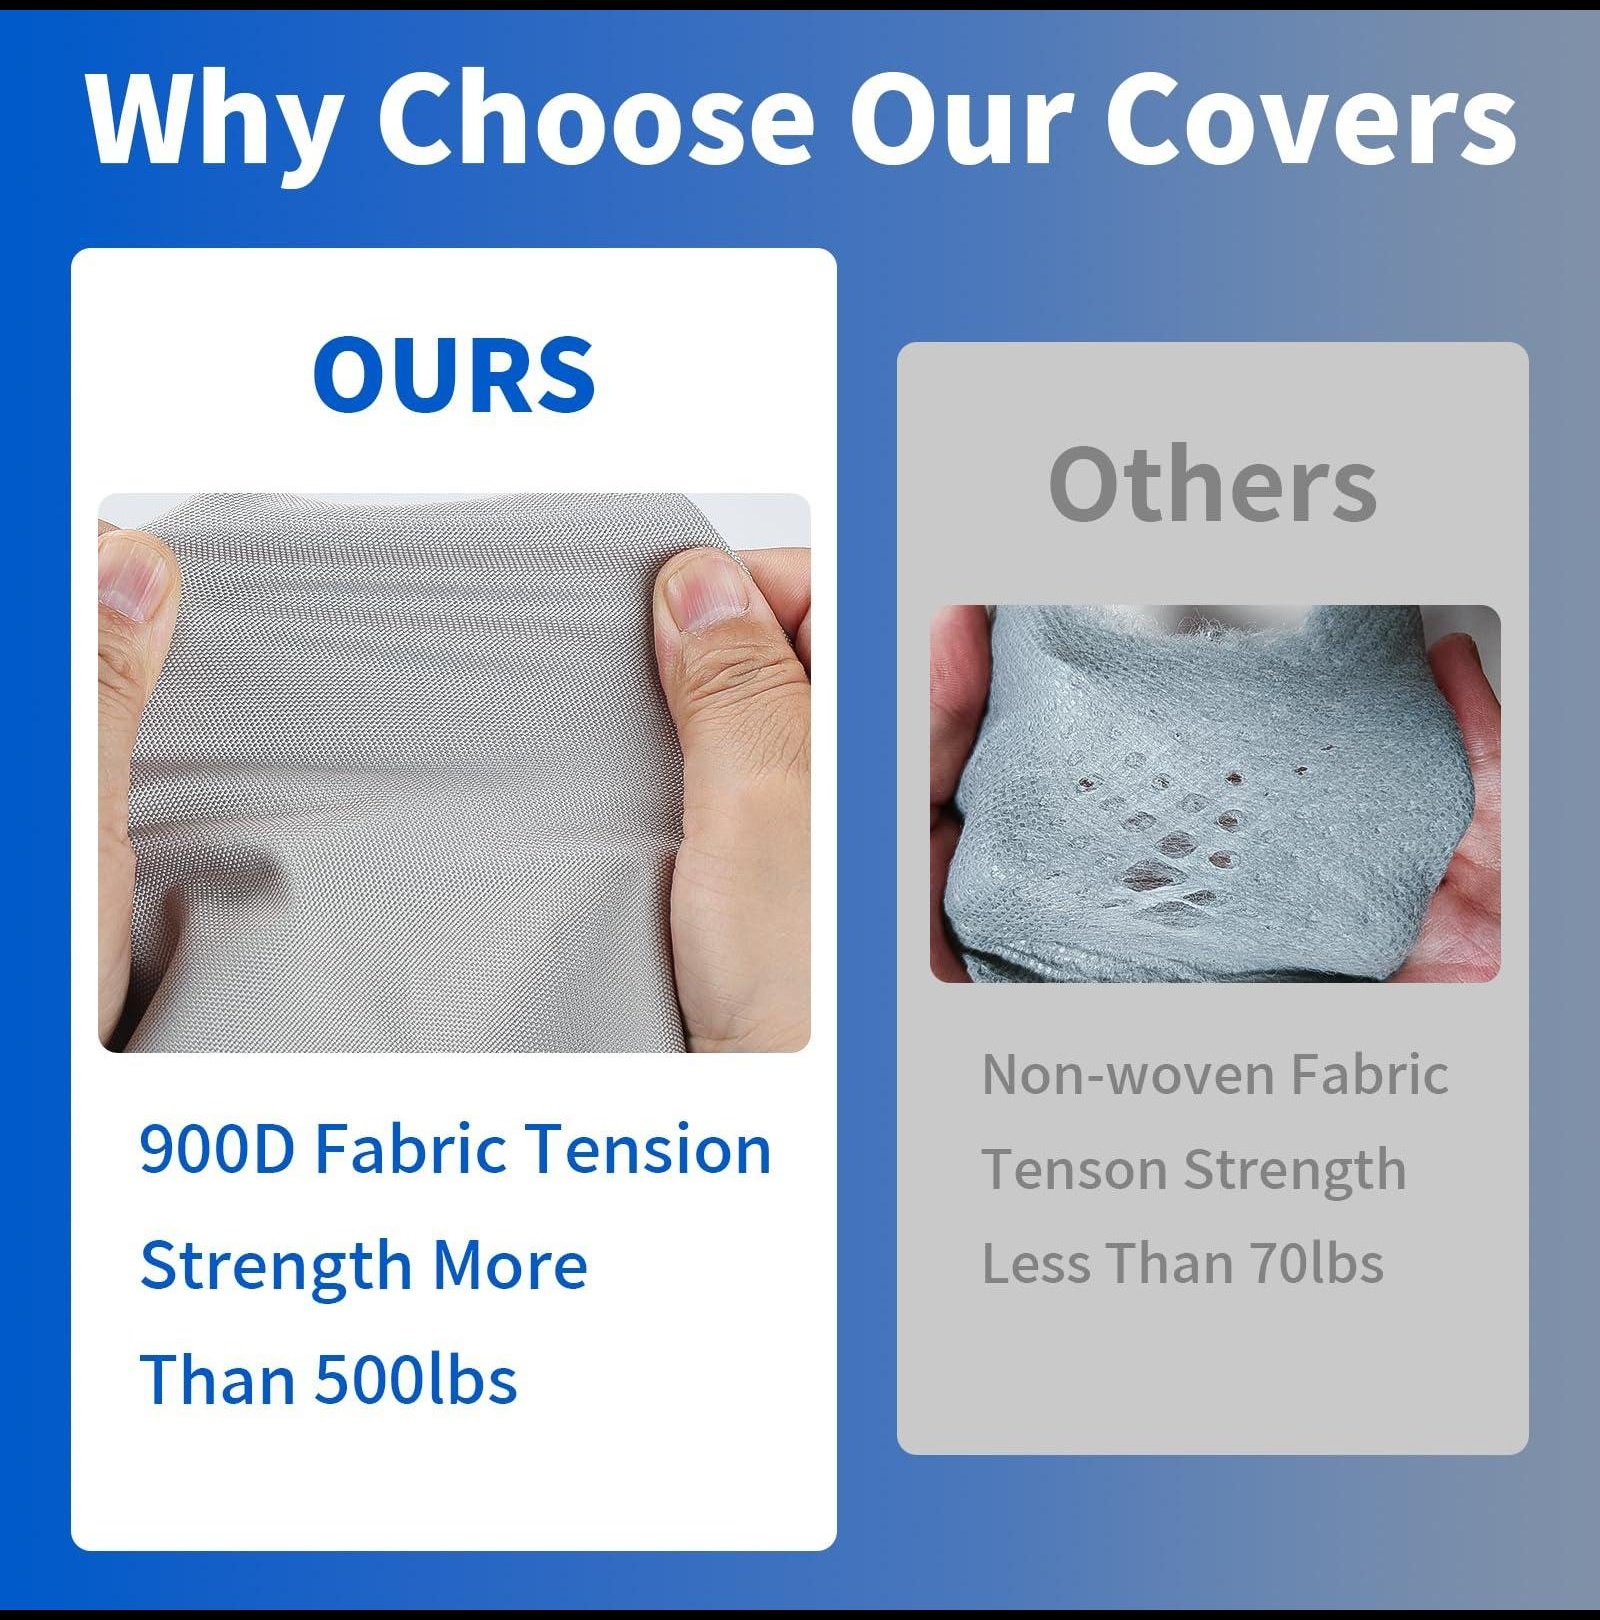 Why Choose Our Covers
OURS
900D Fabric Tension
Strength More
Than 500lbs
Others
Non-woven Fabric
Tenson Strength
Less Than 70lbs